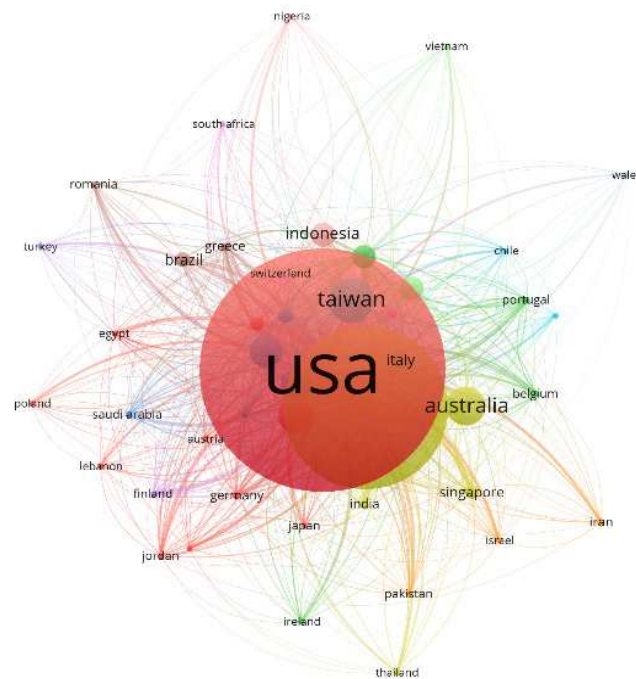 nigeria
vietnam
south africa
wale
romania
indonesia
turkey
greece
chile
brazil
switzerland
taiwan
portugal
egypt
usa
italy
poland
belgium
saudi arabia
australia
austria
lebanon
finland
germany
india
singapore
japan
iran
israel
jordan
pakistan
ireland
thailand